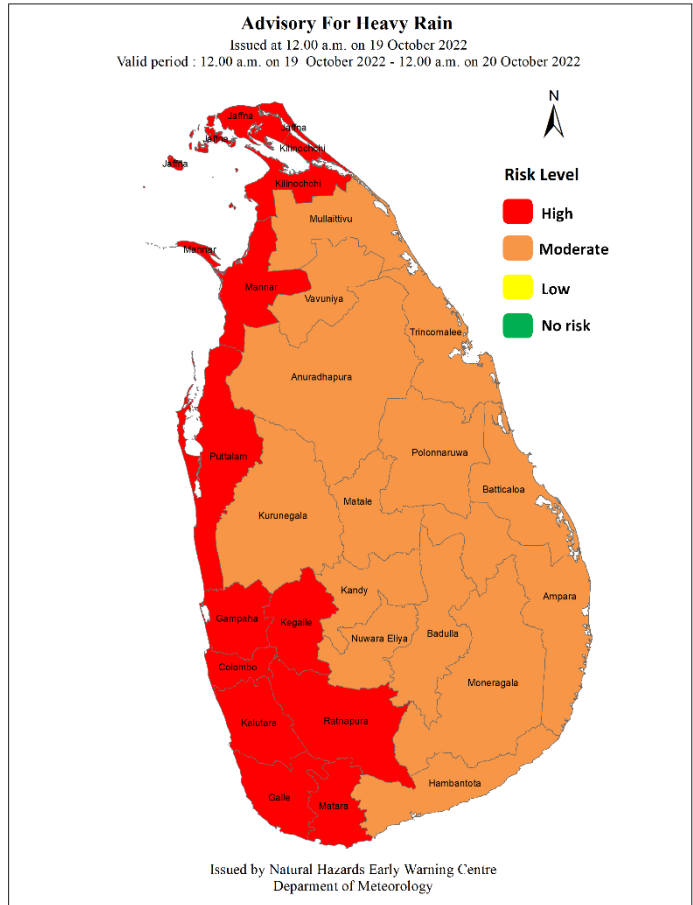 Advisory For Heavy Rain
Issued at 12.00 a.m. on 19 October 2022
Valid period : 12.00 a.m. on 19 October 2022 - 12.00 a.m. on 20 October 2022
N
Risk Level
High
Moderate
Low
No risk
Jaffna
Jaffna
Jaffna
Jaffna
Kilinochchi
Kilinochchi
Mullaittivu
Mannar
Mannar
Vavuniya
Trincomalee
Anuradhapura
Puttalam
Polonnaruwa
Batticaloa
Matale
Kurunegala
Kandy
Ampara
Gampaha
Kegalle
Nuwara Eliya
Badulla
Colombo
Moneragala
Kalutara
Ratnapura
Hambantota
Galle
Matara
Issued by Natural Hazards Early Warning Centre
Deparment of Meteorology